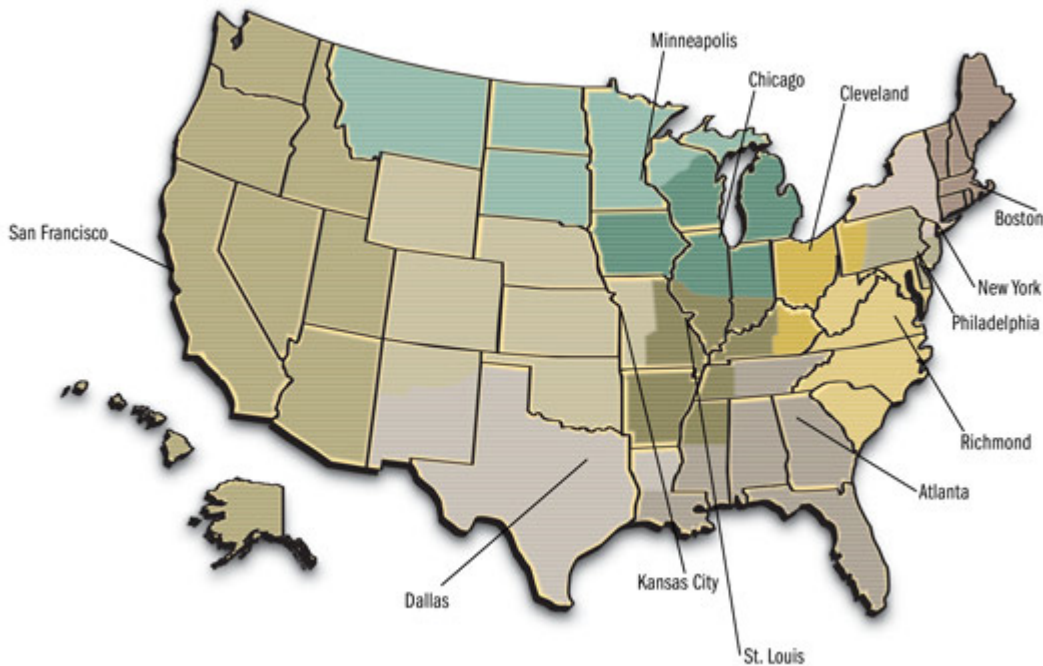 Minneapolis
Chicago
Cleveland
San Francisco
Boston
New York
Philadelphia
Richmond
Atlanta
Kansas City
Dallas
St. Louis